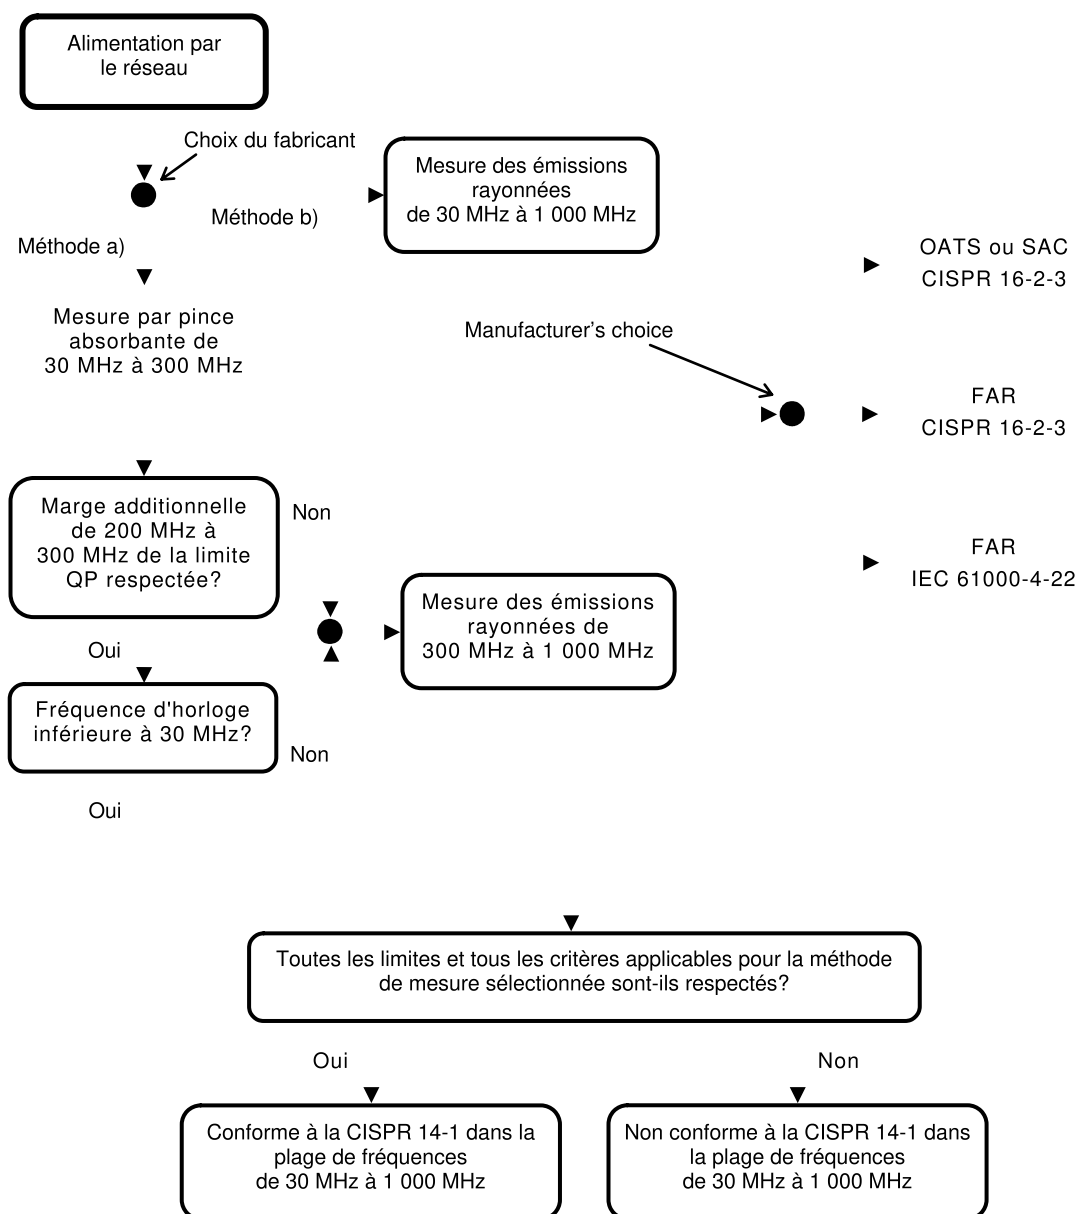 Alimentation par
le réseau
Choix du fabricant
Mesure des émissions
rayonnées
de 30 MHz à 1 000 MHz
Méthode b)
Méthode a)
OATS ou SAC
CISPR 16-2-3
Mesure par pince
absorbante de
30 MHz à 300 MHz
Manufacturer's choice
FAR
CISPR 16-2-3
Marge additionnelle
de 200 MHz à
300 MHz de la limite
QP respectée?
Non
FAR
IEC 61000-4-22
Mesure des émissions
rayonnées de
300 MHz à 1 000 MHz
Oui
Fréquence d'horloge
inférieure à 30 MHz?
Non
Oui
Toutes les limites et tous les critères applicables pour la méthode
de mesure sélectionnée sont-ils respectés?
Oui
Non
Conforme à la CISPR 14-1 dans la
plage de fréquences
de 30 MHz à 1 000 MHz
Non conforme à la CISPR 14-1 dans
la plage de fréquences
de 30 MHz à 1 000 MHz